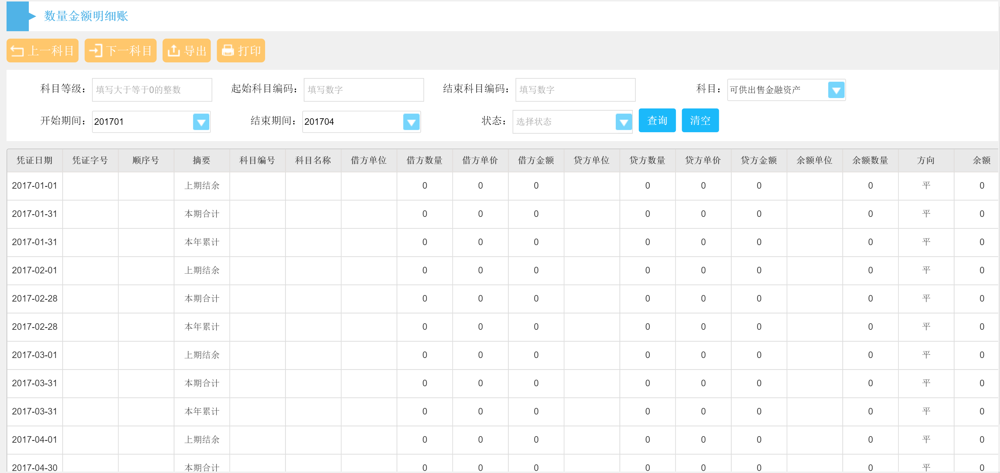 数量金额明细账
上一科目 下一科目 导出 打印
科目等级： 填写大于等于0的整数 起始科目编码： 填写数字 结束科目编码： 填写数字 科目： 可供出售金融资产
开始期间： 201701 结束期间： 201704 状态： 选择状态 查询 清空
凭证日期 凭证字号 顺序号 摘要 科目编号 科目名称 借方单位 借方数量 借方单价 借方金额 贷方单位 贷方数量 贷方单价 贷方金额 余额单位 余额数量 方向 余额
2017-01-01 上期结余 0 0 0 0 0 0 0 平 0
2017-01-31 本期合计 0 0 0 0 0 0 0 平 0
2017-01-31 本年累计 0 0 0 0 0 0 0 平 0
2017-02-01 上期结余 0 0 0 0 0 0 0 平 0
2017-02-28 本期合计 0 0 0 0 0 0 0 平 0
2017-02-28 本年累计 0 0 0 0 0 0 0 平 0
2017-03-01 上期结余 0 0 0 0 0 0 0 平 0
2017-03-31 本期合计 0 0 0 0 0 0 0 平 0
2017-03-31 本年累计 0 0 0 0 0 0 0 平 0
2017-04-01 上期结余 0 0 0 0 0 0 0 平 0
2017-04-30 本期合计 0 0 0 0 0 0 0 平 0